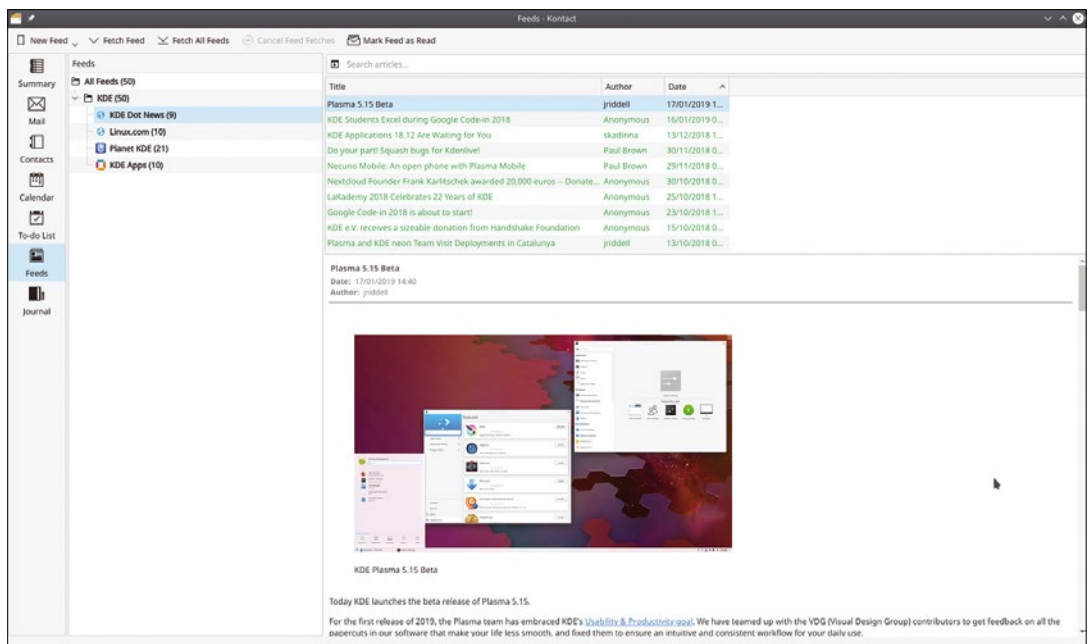 Feeds - Kontact
New Feed
Fetch Feed
Fetch All Feeds
Cancel Feed Fetches
Mark Feed as Read
Summary
Mail
Contacts
Calendar
To-do List
Feeds
Journal
Feeds
All Feeds (50)
KDE (50)
KDE Dot News (9)
Linux.com (10)
Planet KDE (21)
KDE Apps (10)
Search articles...
Title Author Date
Plasma 5.15 Beta jriddell 17/01/2019 1...
KDE Students Excel during Google Code-in 2018 Anonymous 16/01/2019 0...
KDE Applications 18.12 Are Waiting for You skadinna 13/12/2018 1...
Do your part! Squash bugs for Kdenlive! Paul Brown 30/11/2018 0...
Necuno Mobile: An open phone with Plasma Mobile Paul Brown 29/11/2018 0...
Nextcloud Founder Frank Karlitschek awarded 20,000 euros -- Donate... Anonymous 30/10/2018 0...
LaKademy 2018 Celebrates 22 Years of KDE Anonymous 25/10/2018 1...
Google Code-in 2018 is about to start! Anonymous 23/10/2018 1...
KDE e.V. receives a sizeable donation from Handshake Foundation Anonymous 15/10/2018 0...
Plasma and KDE neon Team Visit Deployments in Catalunya jriddell 13/10/2018 0...
Plasma 5.15 Beta
Date: 17/01/2019 14:40
Author: jriddell
KDE Plasma 5.15 Beta
Today KDE launches the beta release of Plasma 5.15.
For the first release of 2019, the Plasma team has embraced KDE's Usability & Productivity goal. We have teamed up with the VDG (Visual Design Group) contributors to get feedback on all the
papercuts in our software that make your life less smooth, and fixed them to ensure an intuitive and consistent workflow for your daily use.